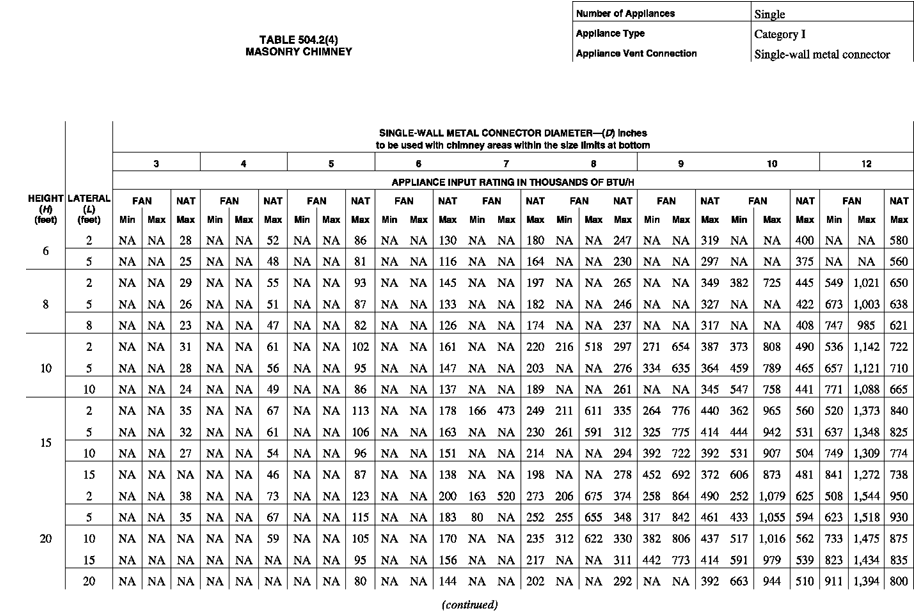 Number of Appliances Single
TABLE 504.2(4) Appliance Type Category I
MASONRY CHIMNEY Appliance Vent Connection Single-wall metal connector
SINGLE-WALL METAL CONNECTOR DIAMETER—(D) inches
to be used with chimney areas within the size limits at bottom
3 4 5 6 7 8 9 10 12
APPLIANCE INPUT RATING IN THOUSANDS OF BTU/H
HEIGHT LATERAL FAN NAT FAN NAT FAN NAT FAN NAT FAN NAT FAN NAT FAN NAT FAN NAT FAN NAT
(H) (L)
(feet) (feet) Min Max Max Min Max Max Min Max Max Min Max Max Min Max Max Min Max Max Min Max Max Min Max Max Min Max Max
6 2 NA NA 28 NA NA 52 NA NA 86 NA NA 130 NA NA 180 NA NA 247 NA NA 319 NA NA 400 NA NA 580
5 NA NA 25 NA NA 48 NA NA 81 NA NA 116 NA NA 164 NA NA 230 NA NA 297 NA NA 375 NA NA 560
8 2 NA NA 29 NA NA 55 NA NA 93 NA NA 145 NA NA 197 NA NA 265 NA NA 349 382 725 445 549 1,021 650
5 NA NA 26 NA NA 51 NA NA 87 NA NA 133 NA NA 182 NA NA 246 NA NA 327 NA NA 422 673 1,003 638
8 NA NA 23 NA NA 47 NA NA 82 NA NA 126 NA NA 174 NA NA 237 NA NA 317 NA NA 408 747 985 621
10 2 NA NA 31 NA NA 61 NA NA 102 NA NA 161 NA NA 220 216 518 297 271 654 387 373 808 490 536 1,142 722
5 NA NA 28 NA NA 56 NA NA 95 NA NA 147 NA NA 203 NA NA 276 334 635 364 459 789 465 657 1,121 710
10 NA NA 24 NA NA 49 NA NA 86 NA NA 137 NA NA 189 NA NA 261 NA NA 345 547 758 441 771 1,088 665
15 2 NA NA 35 NA NA 67 NA NA 113 NA NA 178 166 473 249 211 611 335 264 776 440 362 965 560 520 1,373 840
5 NA NA 32 NA NA 61 NA NA 106 NA NA 163 NA NA 230 261 591 312 325 775 414 444 942 531 637 1,348 825
10 NA NA 27 NA NA 54 NA NA 96 NA NA 151 NA NA 214 NA NA 294 392 722 392 531 907 504 749 1,309 774
15 NA NA NA NA NA 46 NA NA 87 NA NA 138 NA NA 198 NA NA 278 452 692 372 606 873 481 841 1,272 738
20 2 NA NA 38 NA NA 73 NA NA 123 NA NA 200 163 520 273 206 675 374 258 864 490 252 1,079 625 508 1,544 950
5 NA NA 35 NA NA 67 NA NA 115 NA NA 183 80 NA 252 255 655 348 317 842 461 433 1,055 594 623 1,518 930
10 NA NA NA NA NA 59 NA NA 105 NA NA 170 NA NA 235 312 622 330 382 806 437 517 1,016 562 733 1,475 875
15 NA NA NA NA NA NA NA NA 95 NA NA 156 NA NA 217 NA NA 311 442 773 414 591 979 539 823 1,434 835
20 NA NA NA NA NA NA NA NA 80 NA NA 144 NA NA 202 NA NA 292 NA NA 392 663 944 510 911 1,394 800
(continued)